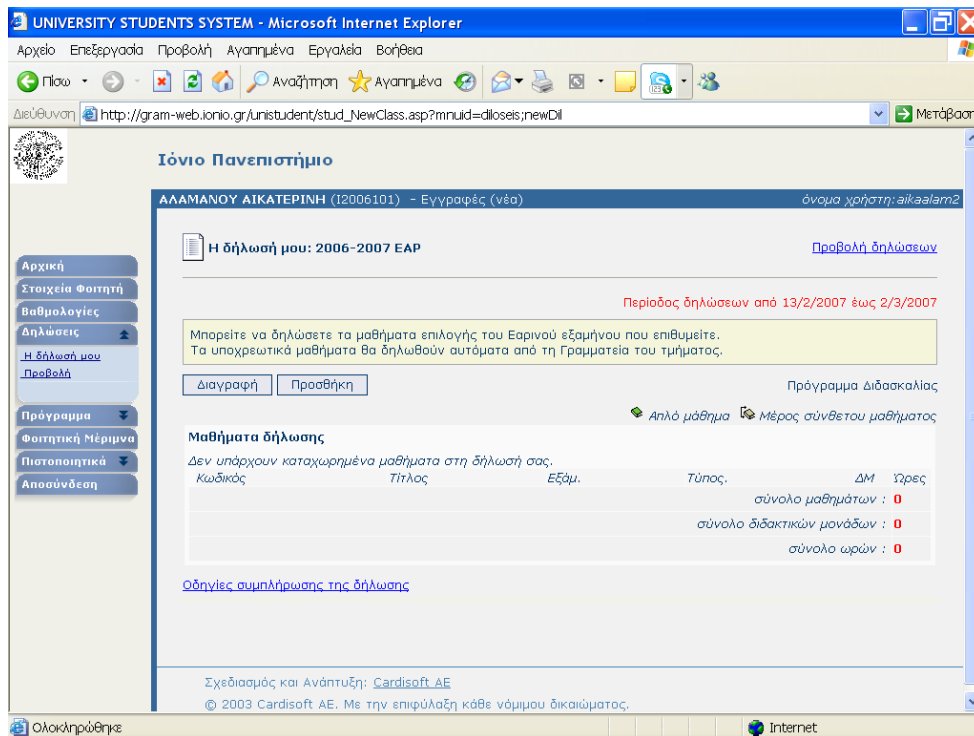 UNIVERSITY STUDENTS SYSTEM - Microsoft Internet Explorer
Αρχείο Επεξεργασία Προβολή Αγαπημένα Εργαλεία Βοήθεια
Πίσω Αναζήτηση Αγαπημένα
Διεύθυνση http://gram-web.ionio.gr/unistudent/stud_NewClass.asp?mnuid=diloseis;newDil Μετάβαση
Ιόνιο Πανεπιστήμιο
ΑΛΑΜΑΝΟΥ ΑΙΚΑΤΕΡΙΝΗ (Ι2006101) - Εγγραφές (νέα) όνομα χρήστη:aikaalam2
Η δήλωσή μου: 2006-2007 ΕΑΡ Προβολή δηλώσεων
Αρχική
Στοιχεία Φοιτητή
Βαθμολογίες
Δηλώσεις
Η δήλωσή μου
Προβολή
Πρόγραμμα
Φοιτητική Μέριμνα
Πιστοποιητικά
Αποσύνδεση
Περίοδος δηλώσεων από 13/2/2007 έως 2/3/2007
Μπορείτε να δηλώσετε τα μαθήματα επιλογής του Εαρινού εξαμήνου που επιθυμείτε.
Τα υποχρεωτικά μαθήματα θα δηλωθούν αυτόματα από τη Γραμματεία του τμήματος.
Διαγραφή Προσθήκη Πρόγραμμα Διδασκαλίας
Απλό μάθημα Μέρος σύνθετου μαθήματος
Μαθήματα δήλωσης
Δεν υπάρχουν καταχωρημένα μαθήματα στη δήλωσή σας.
Κωδικός Τίτλος Εξάμ. Τύπος. ΔΜ Ώρες
σύνολο μαθημάτων : 0
σύνολο διδακτικών μονάδων : 0
σύνολο ωρών : 0
Οδηγίες συμπλήρωσης της δήλωσης
Σχεδιασμός και Ανάπτυξη: Cardisoft AE
© 2003 Cardisoft AE. Με την επιφύλαξη κάθε νόμιμου δικαιώματος.
Ολοκληρώθηκε Internet